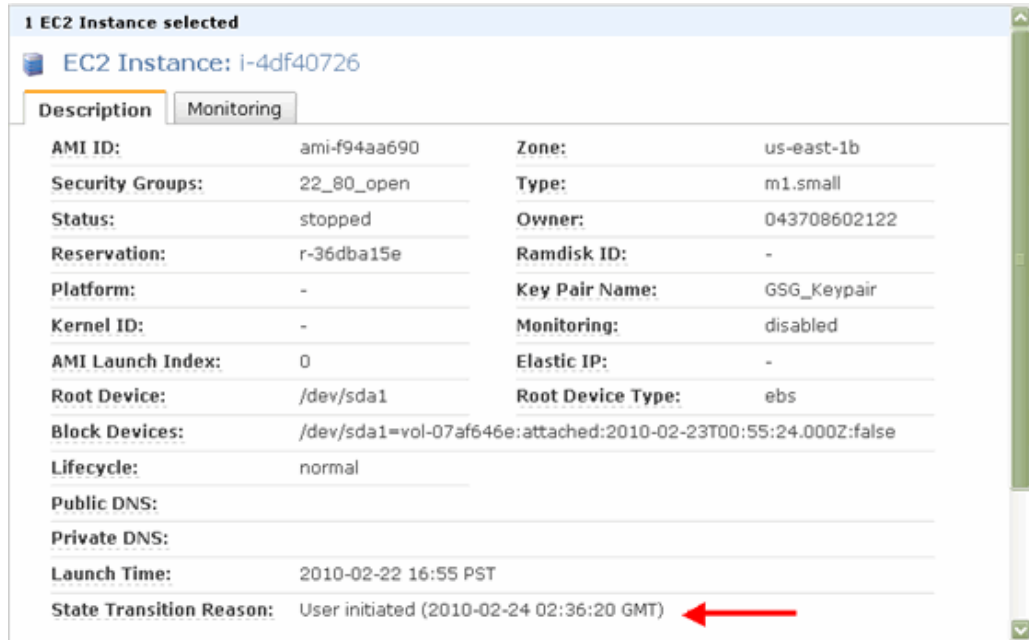 1 EC2 Instance selected
EC2 Instance: i-4df40726
Description Monitoring
AMI ID: ami-f94aa690 Zone: us-east-1b
Security Groups: 22_80_open Type: m1.small
Status: stopped Owner: 043708602122
Reservation: r-36dba15e Ramdisk ID: -
Platform: - Key Pair Name: GSG_Keypair
Kernel ID: - Monitoring: disabled
AMI Launch Index: 0 Elastic IP: -
Root Device: /dev/sda1 Root Device Type: ebs
Block Devices: /dev/sda1=vol-07af646e:attached:2010-02-23T00:55:24.000Z:false
Lifecycle: normal
Public DNS:
Private DNS:
Launch Time: 2010-02-22 16:55 PST
State Transition Reason: User initiated (2010-02-24 02:36:20 GMT)